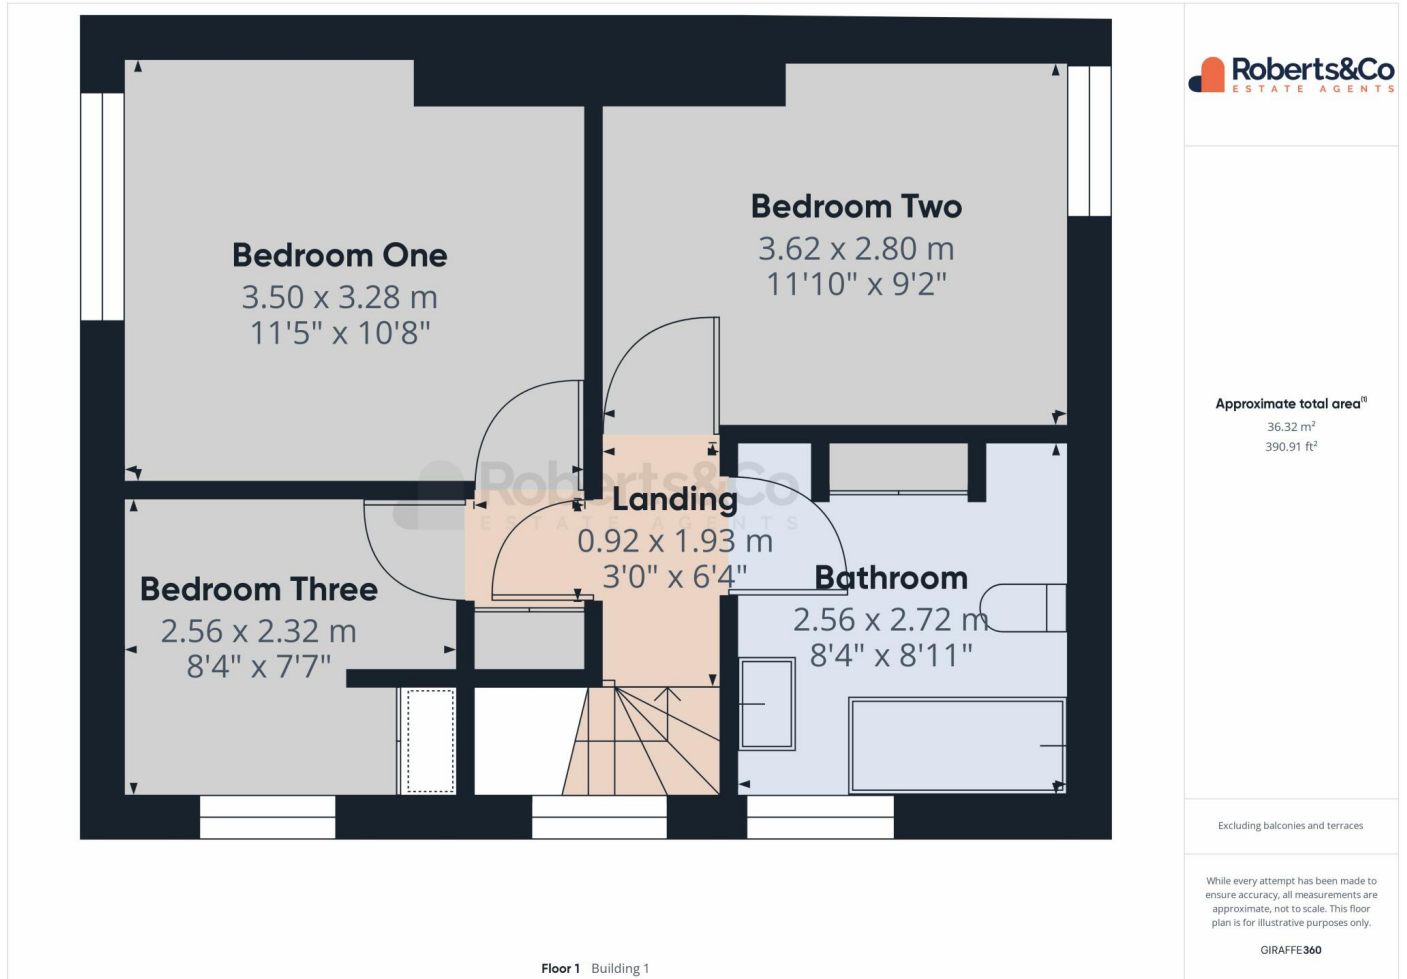 Roberts&Co
ESTATE AGENTS
Bedroom One
3.50 x 3.28 m
11'5" x 10'8"
Bedroom Two
3.62 x 2.80 m
11'10" x 9'2"
Roberts&Co
ESTATE AGENTS
Landing
0.92 x 1.93 m
3'0" x 6'4"
Bedroom Three
2.56 x 2.32 m
8'4" x 7'7"
Bathroom
2.56 x 2.72 m
8'4" x 8'11"
Approximate total area(1)
36.32 m²
390.91 ft²
Excluding balconies and terraces
While every attempt has been made to
ensure accuracy, all measurements are
approximate, not to scale. This floor
plan is for illustrative purposes only.
GIRAFFE360
Floor 1 Building 1